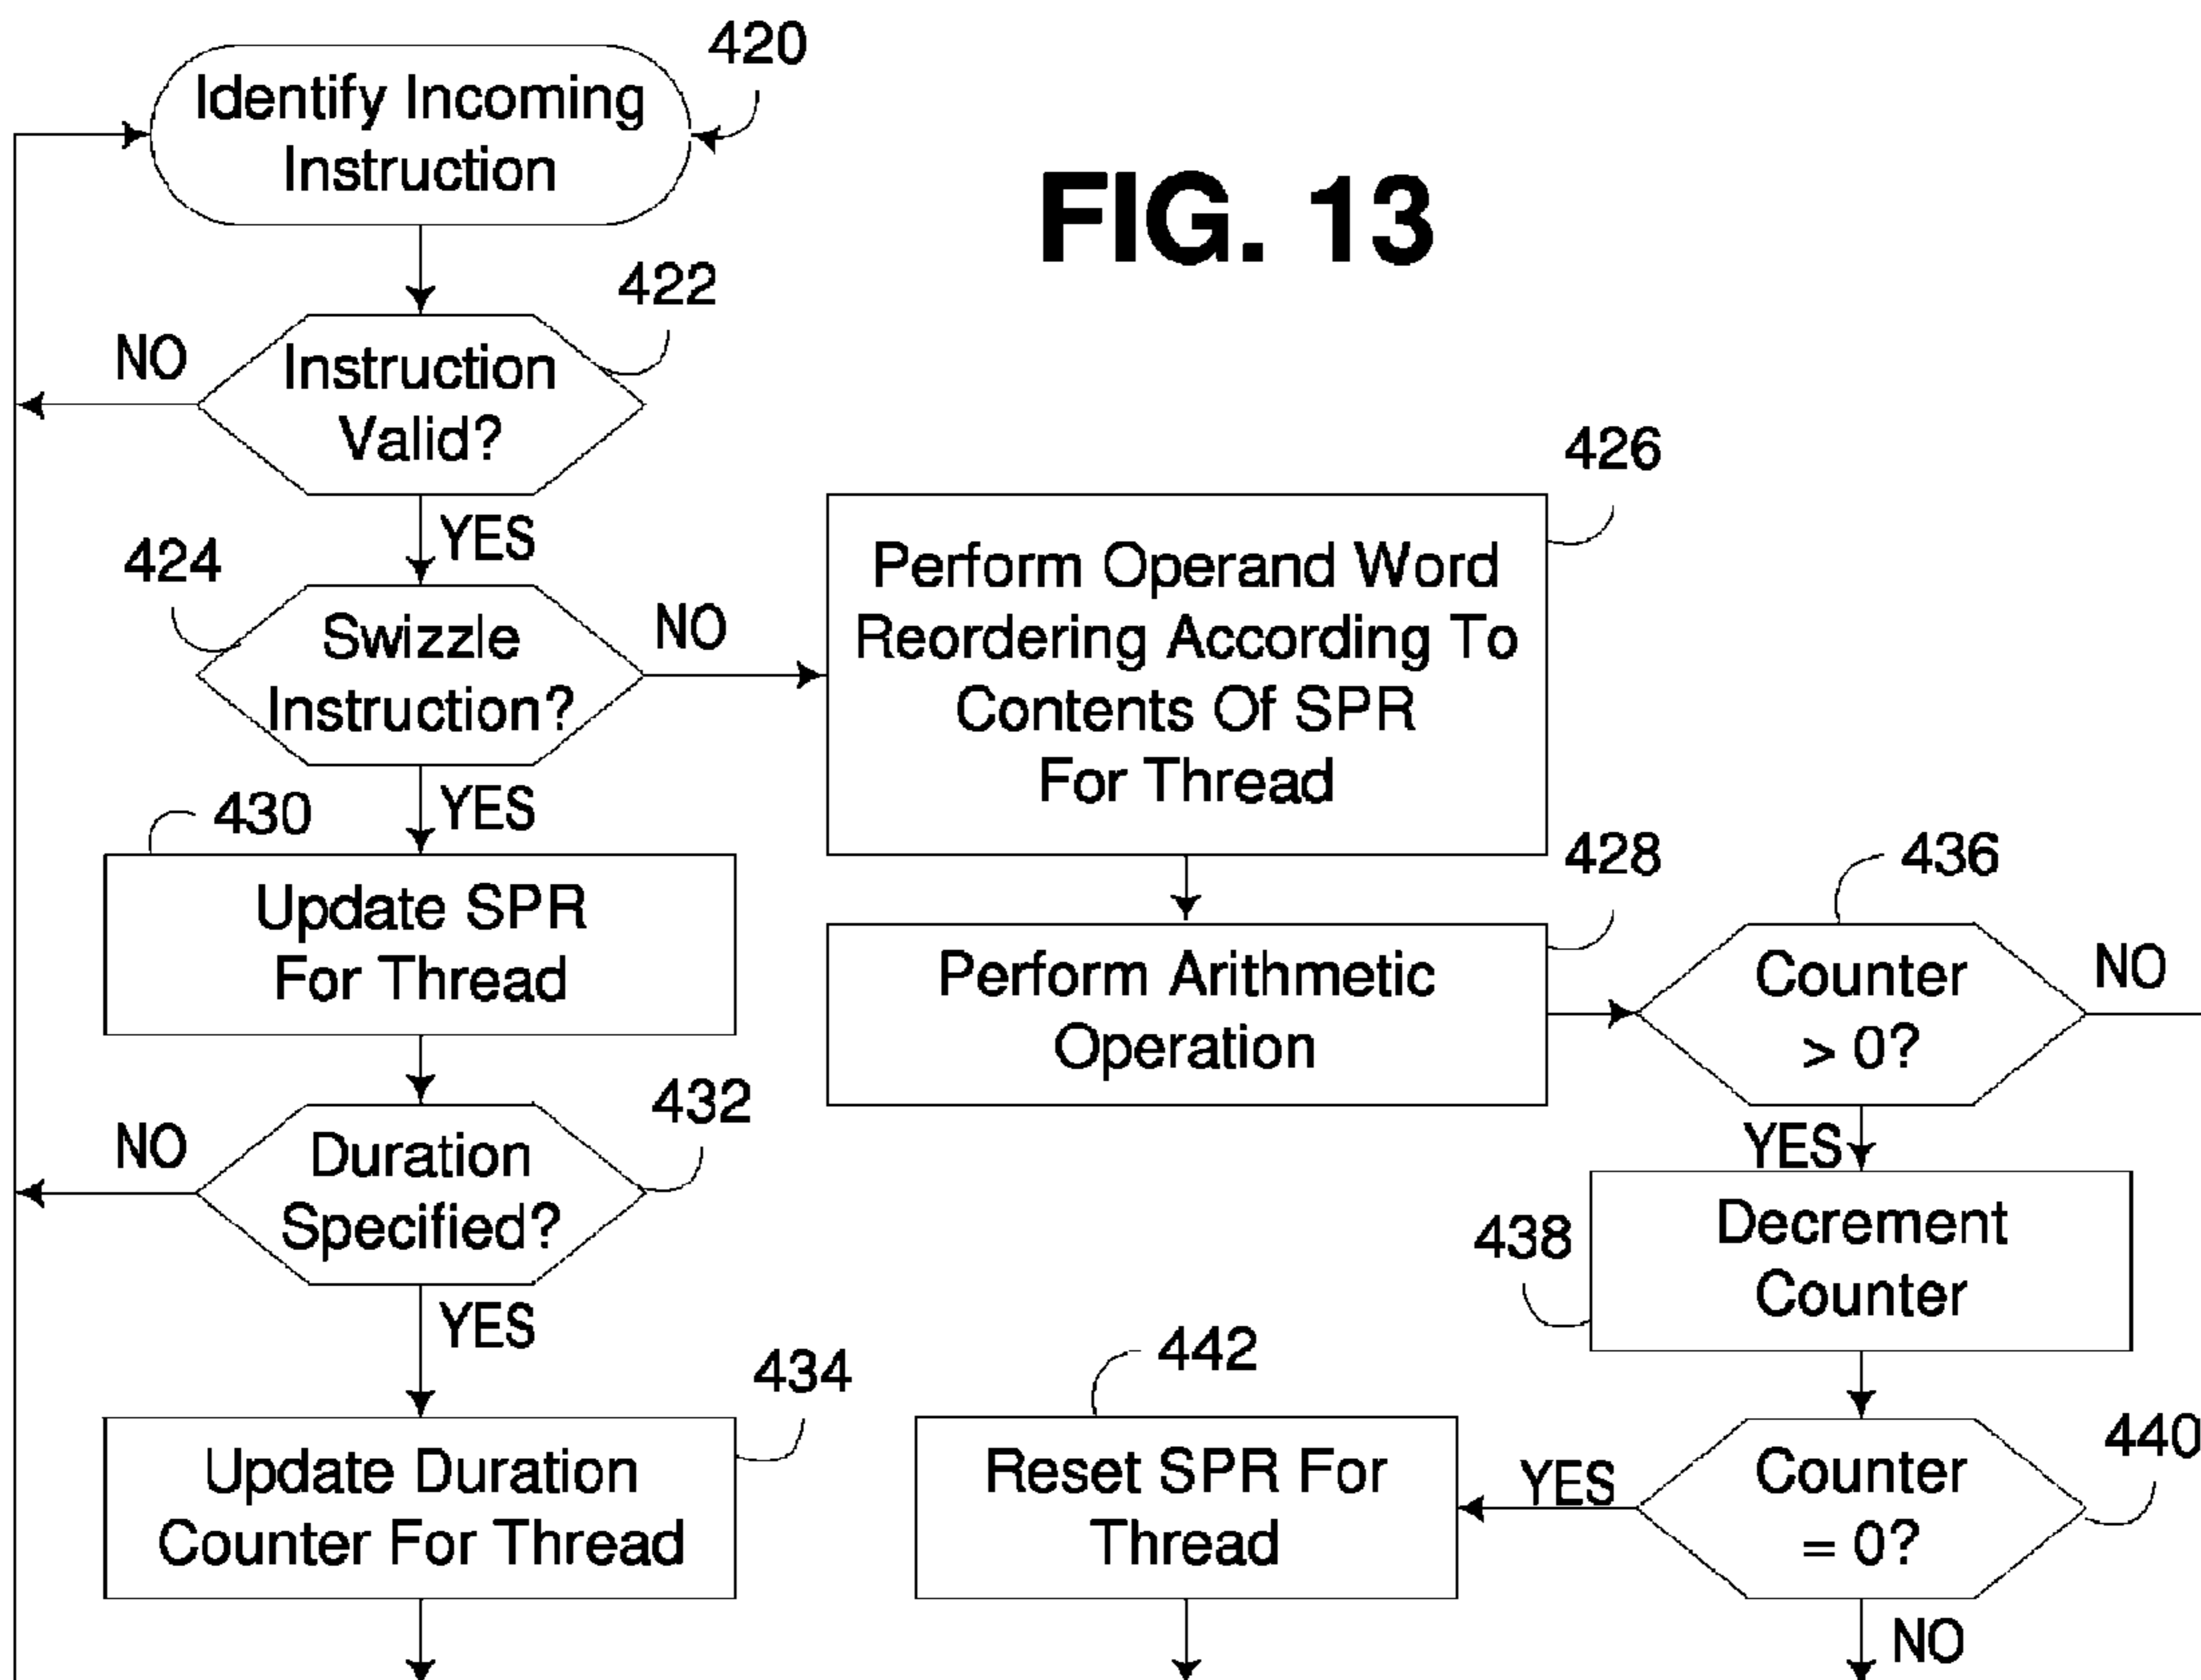 420
Identify Incoming
Instruction
FIG. 13
422
NO
Instruction
Valid?
YES
424
Swizzle
Instruction?
NO
426
Perform Operand Word
Reordering According To
Contents Of SPR
For Thread
YES
430
Update SPR
For Thread
428
Perform Arithmetic
Operation
436
Counter
> 0?
NO
432
NO
Duration
Specified?
YES
438
Decrement
Counter
YES
434
Update Duration
Counter For Thread
442
Reset SPR For
Thread
YES
440
Counter
= 0?
NO